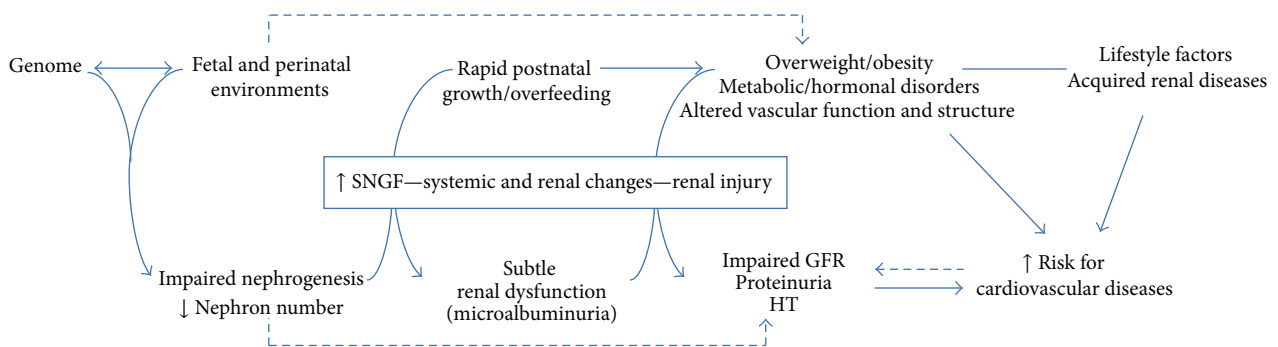 Genome
Fetal and perinatal
environments
Rapid postnatal
growth/overfeeding
Overweight/obesity
Metabolic/hormonal disorders
Altered vascular function and structure
Lifestyle factors
Acquired renal diseases
↑ SNGF—systemic and renal changes—renal injury
Impaired nephrogenesis
↓ Nephron number
Subtle
renal dysfunction
(microalbuminuria)
Impaired GFR
Proteinuria
HT
↑ Risk for
cardiovascular diseases